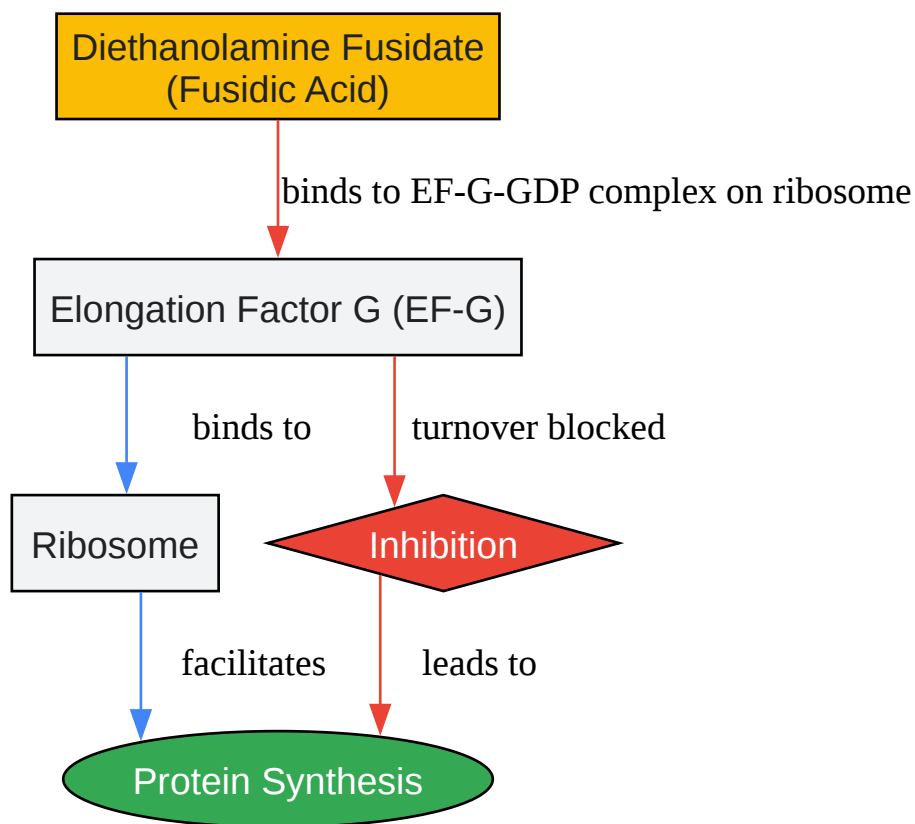 Diethanolamine Fusidate
(Fusidic Acid)
binds to EF-G-GDP complex on ribosome
Elongation Factor G (EF-G)
binds to
turnover blocked
Ribosome
Inhibition
facilitates
leads to
Protein Synthesis